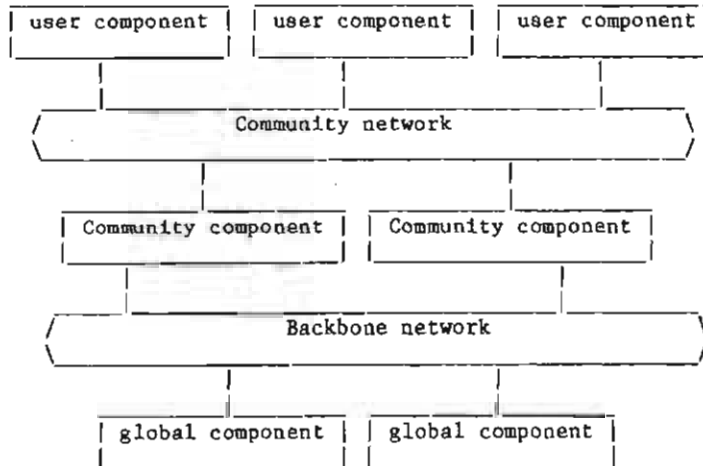 user component user component user component
Community network
Community component Community component
Backbone network
global component global component